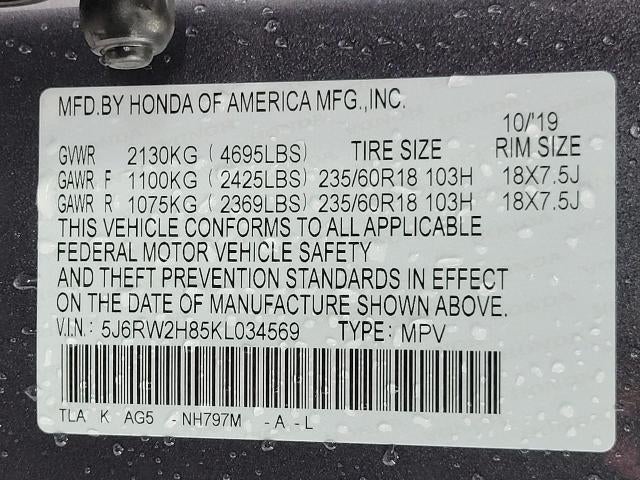 MFD.BY HONDA OF AMERICA MFG.,INC.
10/'19
GVWR 2130KG (4695LBS) TIRE SIZE RIM SIZE
GAWR F 1100KG (2425LBS) 235/60R18 103H 18X7.5J
GAWR R 1075KG (2369LBS) 235/60R18 103H 18X7.5J
THIS VEHICLE CONFORMS TO ALL APPLICABLE
FEDERAL MOTOR VEHICLE SAFETY
AND THEFT PREVENTION STANDARDS IN EFFECT
ON THE DATE OF MANUFACTURE SHOWN ABOVE.
V.I.N: 5J6RW2H85KL034569 TYPE: MPV
TLA K AG5 - NH797M - A - L